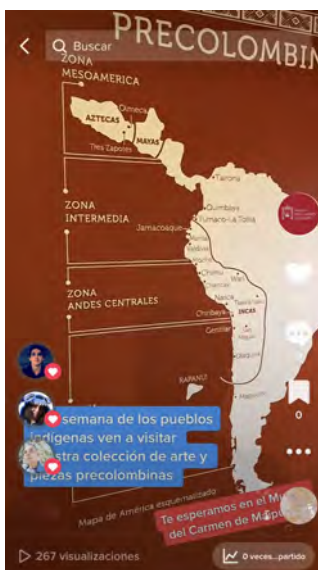 Buscar
PRECOLOMBIN
ZONA
MESOAMERICA
Olmeca
AZTECAS
MAYAS
Tres Zapotes
Tairona
ZONA
INTERMEDIA
Quimbaya
Tumaco-La Tolita
Jamacoaque
Chimu
Wari
Nasca
ZONA
ANDES CENTRALES
Chiribaya
INCAS
RAPANUI
semana de los pueblos
indígenas ven a visitar
stra colección de arte y
piezas precolombinas
0
Mapa de América esquematizado
Te esperamos en el Mu
del Carmen de Maipú
267 visualizaciones
0 veces...partido